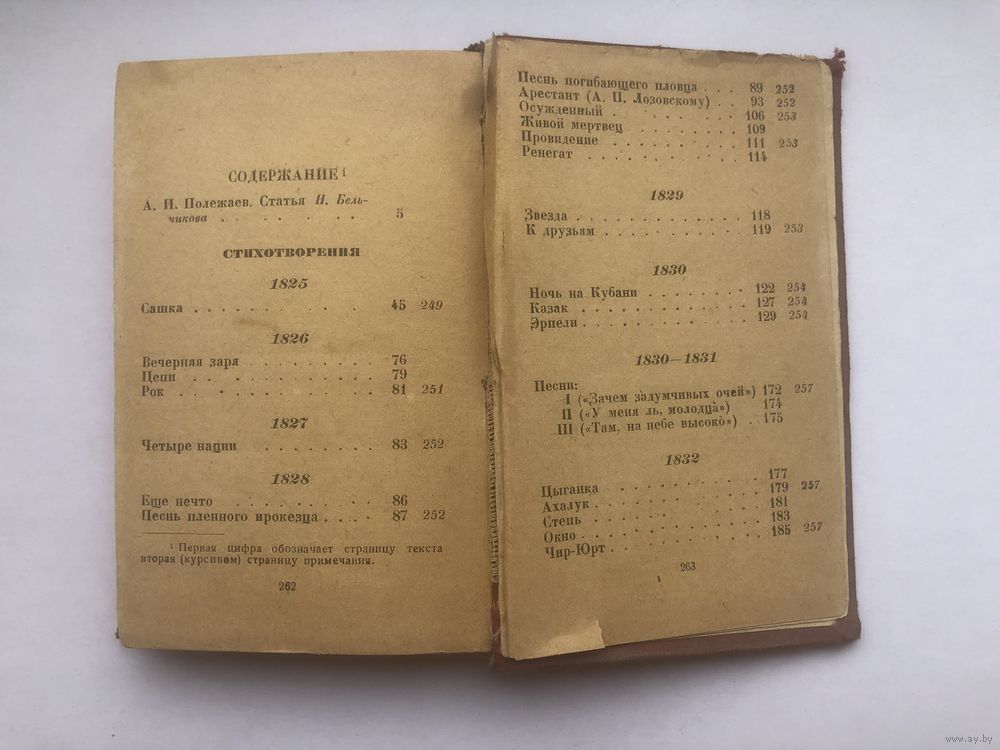 СОДЕРЖАНИЕ ¹
А. И. Полежаев. Статья Н. Бель-
чикова . . . . . . . 5
СТИХОТВОРЕНИЯ
1825
Сашка . . . . . . . . . . 45 249
1826
Вечерняя заря . . . . . . . 76
Цепи . . . . . . . . . . 79
Рок . . . . . . . . . . 81 251
1827
Четыре нации . . . . . . . 83 252
1828
Еще нечто . . . . . . . . 86
Песнь пленного ирокезца . . . . 87 252
¹ Первая цифра обозначает страницу текста
вторая (курсивом) страницу примечания.
262
Песнь погибающего пловца . . . 89 252
Арестант (А. П. Лозовскому) . . 93 252
Осужденный . . . . . . . . 106 253
Живой мертвец . . . . . . . 109
Провидение . . . . . . . . 111 253
Ренегат . . . . . . . . . 114
1829
Звезда . . . . . . . . . . 118
К друзьям . . . . . . . . . 119 253
1830
Ночь на Кубани . . . . . . . 122 254
Казак . . . . . . . . . . 127 254
Эрпели . . . . . . . . . . 129 254
1830—1831
Песни:
I («Зачем задумчивых очей») 172 257
II («У меня ль, молодца») 174
III («Там, на небе высоко») . 175
1832
Цыганка . . . . . . . . . 177
Ахалук . . . . . . . . . 179 257
Степь . . . . . . . . . . 181
Окно . . . . . . . . . . 183
Чир-Юрт . . . . . . . . . 185 257
263
www.ay.by